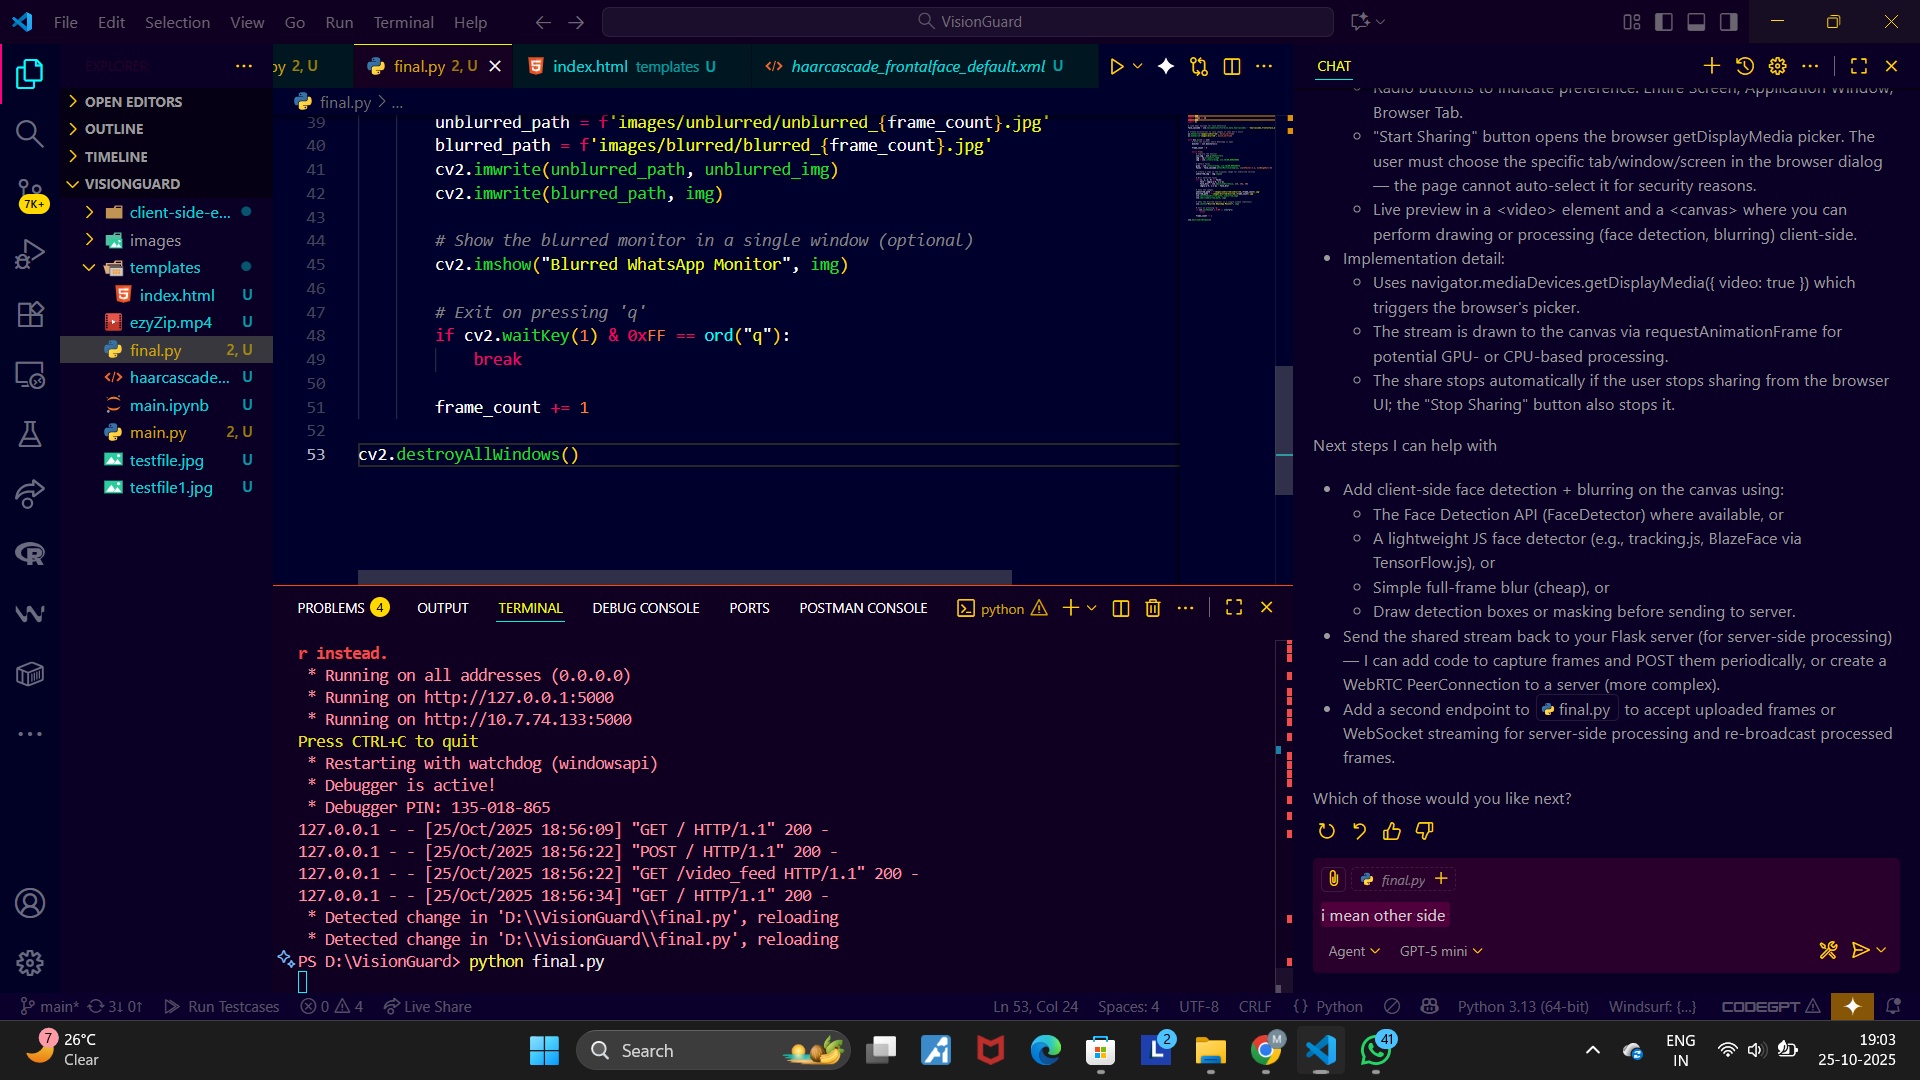 File Edit Selection View Go Run Terminal Help
VisionGuard
EXPLORER
OPEN EDITORS
OUTLINE
TIMELINE
VISIONGUARD
client-side-e...
images
templates
index.html U
ezyZip.mp4 U
final.py 2, U
haarcascade... U
main.ipynb U
main.py 2, U
testfile.jpg U
testfile1.jpg U
7K+
py 2, U
final.py 2, U
index.html templates U
haarcascade_frontalface_default.xml U
final.py > ...
39 unblurred_path = f'images/unblurred/unblurred_{frame_count}.jpg'
40 blurred_path = f'images/blurred/blurred_{frame_count}.jpg'
41 cv2.imwrite(unblurred_path, unblurred_img)
42 cv2.imwrite(blurred_path, img)
43
44 # Show the blurred monitor in a single window (optional)
45 cv2.imshow("Blurred WhatsApp Monitor", img)
46
47 # Exit on pressing 'q'
48 if cv2.waitKey(1) & 0xFF == ord("q"):
49 break
50
51 frame_count += 1
52
53 cv2.destroyAllWindows()
PROBLEMS 4 OUTPUT TERMINAL DEBUG CONSOLE PORTS POSTMAN CONSOLE python
r instead.
* Running on all addresses (0.0.0.0)
* Running on http://127.0.0.1:5000
* Running on http://10.7.74.133:5000
Press CTRL+C to quit
* Restarting with watchdog (windowsapi)
* Debugger is active!
* Debugger PIN: 135-018-865
127.0.0.1 - - [25/Oct/2025 18:56:09] "GET / HTTP/1.1" 200 -
127.0.0.1 - - [25/Oct/2025 18:56:22] "POST / HTTP/1.1" 200 -
127.0.0.1 - - [25/Oct/2025 18:56:22] "GET /video_feed HTTP/1.1" 200 -
127.0.0.1 - - [25/Oct/2025 18:56:34] "GET / HTTP/1.1" 200 -
* Detected change in 'D:\\VisionGuard\\final.py', reloading
* Detected change in 'D:\\VisionGuard\\final.py', reloading
PS D:\VisionGuard> python final.py
CHAT
Radio buttons to indicate preference: Entire Screen, Application Window,
Browser Tab.
"Start Sharing" button opens the browser getDisplayMedia picker. The
user must choose the specific tab/window/screen in the browser dialog
— the page cannot auto-select it for security reasons.
Live preview in a <video> element and a <canvas> where you can
perform drawing or processing (face detection, blurring) client-side.
Implementation detail:
Uses navigator.mediaDevices.getDisplayMedia({ video: true }) which
triggers the browser's picker.
The stream is drawn to the canvas via requestAnimationFrame for
potential GPU- or CPU-based processing.
The share stops automatically if the user stops sharing from the browser
UI; the "Stop Sharing" button also stops it.
Next steps I can help with
Add client-side face detection + blurring on the canvas using:
The Face Detection API (FaceDetector) where available, or
A lightweight JS face detector (e.g., tracking.js, BlazeFace via
TensorFlow.js), or
Simple full-frame blur (cheap), or
Draw detection boxes or masking before sending to server.
Send the shared stream back to your Flask server (for server-side processing)
— I can add code to capture frames and POST them periodically, or create a
WebRTC PeerConnection to a server (more complex).
Add a second endpoint to final.py to accept uploaded frames or
WebSocket streaming for server-side processing and re-broadcast processed
frames.
Which of those would you like next?
final.py +
i mean other side
Agent GPT-5 mini
main* 3↓ 0↑ Run Testcases 0 4 Live Share Ln 53, Col 24 Spaces: 4 UTF-8 CRLF {} Python Python 3.13 (64-bit) Windsurf: {...} CODEGPT
7 26°C
Clear
Search
2
41
ENG
IN
19:03
25-10-2025